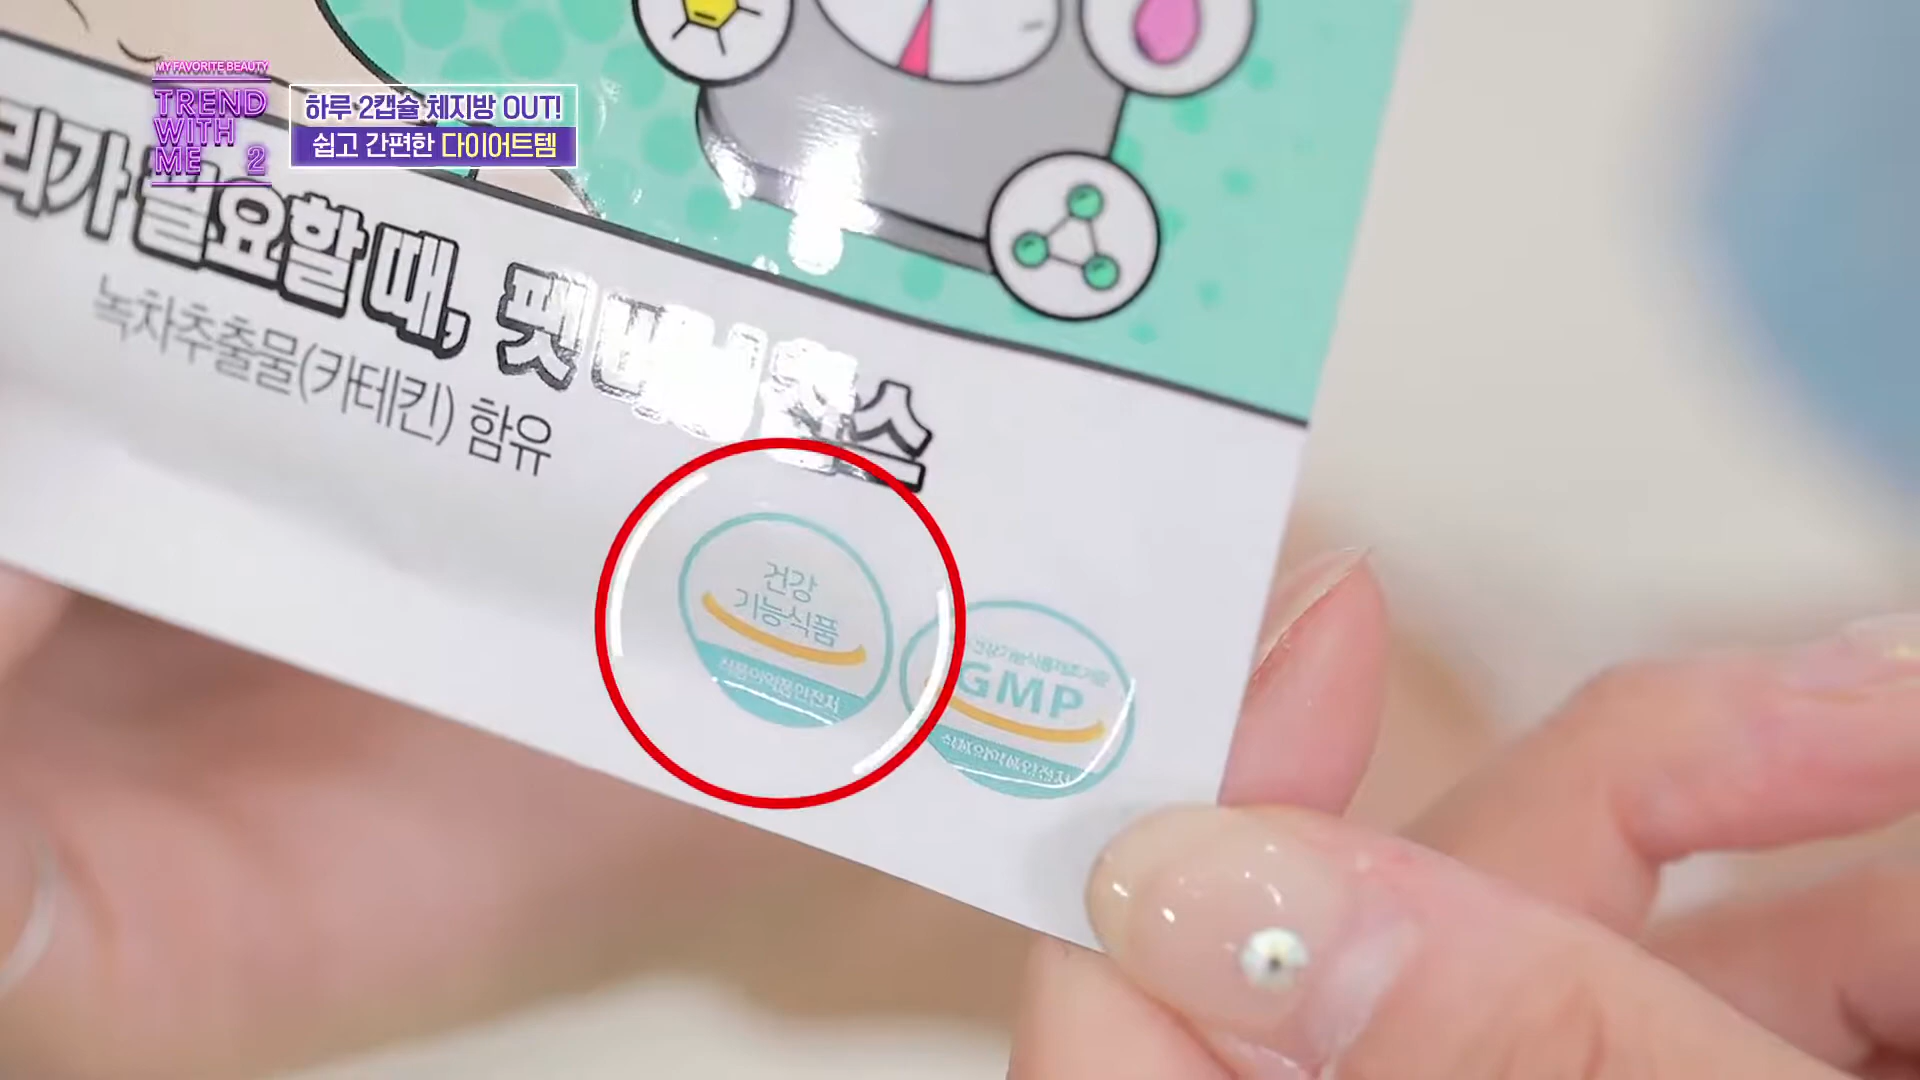 MY FAVORITE BEAUTY
TREND
WITH
ME 2
하루 2캡슐 체지방 OUT!
쉽고 간편한 다이어트템
리가 필요할 때, 팻
녹차추출물(카테킨) 함유
건강
기능식품
식품의약품안전처
GMP
식품의약품안전처